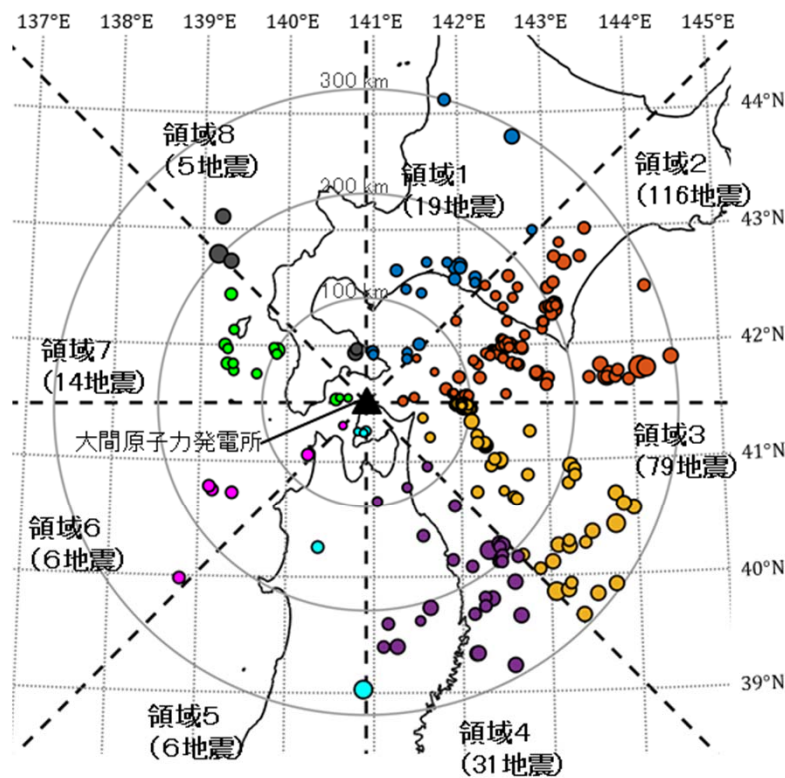 137°E 138°E 139°E 140°E 141°E 142°E 143°E 144°E 145°E
300 km
44°N
領域8
(5地震)
領域1
(19地震)
領域2
(116地震)
200 km
43°N
100 km
42°N
領域7
(14地震)
大間原子力発電所
41°N
領域3
(79地震)
領域6
(6地震)
40°N
39°N
領域5
(6地震)
領域4
(31地震)